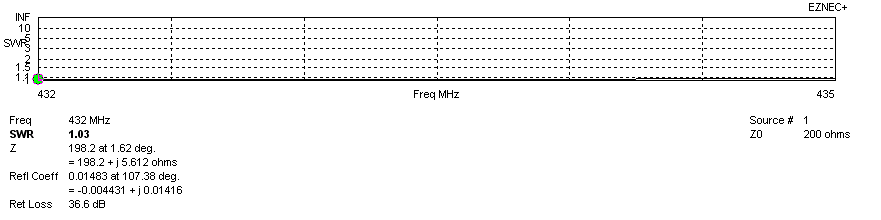 EZNEC+
INF
10
5
SWR 3
2
1.5
1.1
1
432 Freq MHz 435
Freq 432 MHz Source # 1
SWR 1.03 Z0 200 ohms
Z 198.2 at 1.62 deg.
= 198.2 + j 5.612 ohms
Refl Coeff 0.01483 at 107.38 deg.
= -0.004431 + j 0.01416
Ret Loss 36.6 dB